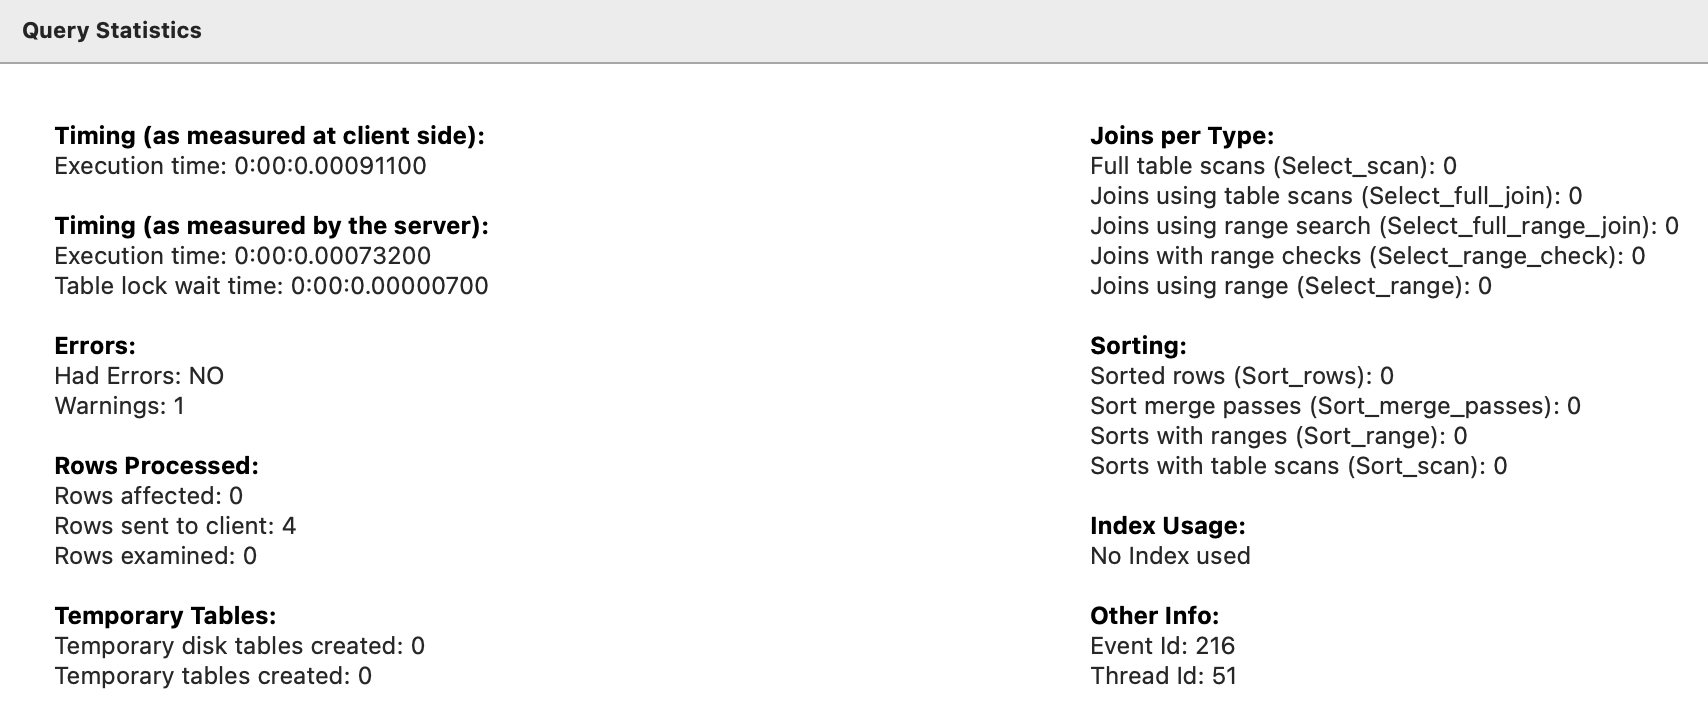 Query Statistics
Timing (as measured at client side):
Execution time: 0:00:0.00091100
Timing (as measured by the server):
Execution time: 0:00:0.00073200
Table lock wait time: 0:00:0.00000700
Errors:
Had Errors: NO
Warnings: 1
Rows Processed:
Rows affected: 0
Rows sent to client: 4
Rows examined: 0
Temporary Tables:
Temporary disk tables created: 0
Temporary tables created: 0
Joins per Type:
Full table scans (Select_scan): 0
Joins using table scans (Select_full_join): 0
Joins using range search (Select_full_range_join): 0
Joins with range checks (Select_range_check): 0
Joins using range (Select_range): 0
Sorting:
Sorted rows (Sort_rows): 0
Sort merge passes (Sort_merge_passes): 0
Sorts with ranges (Sort_range): 0
Sorts with table scans (Sort_scan): 0
Index Usage:
No Index used
Other Info:
Event Id: 216
Thread Id: 51